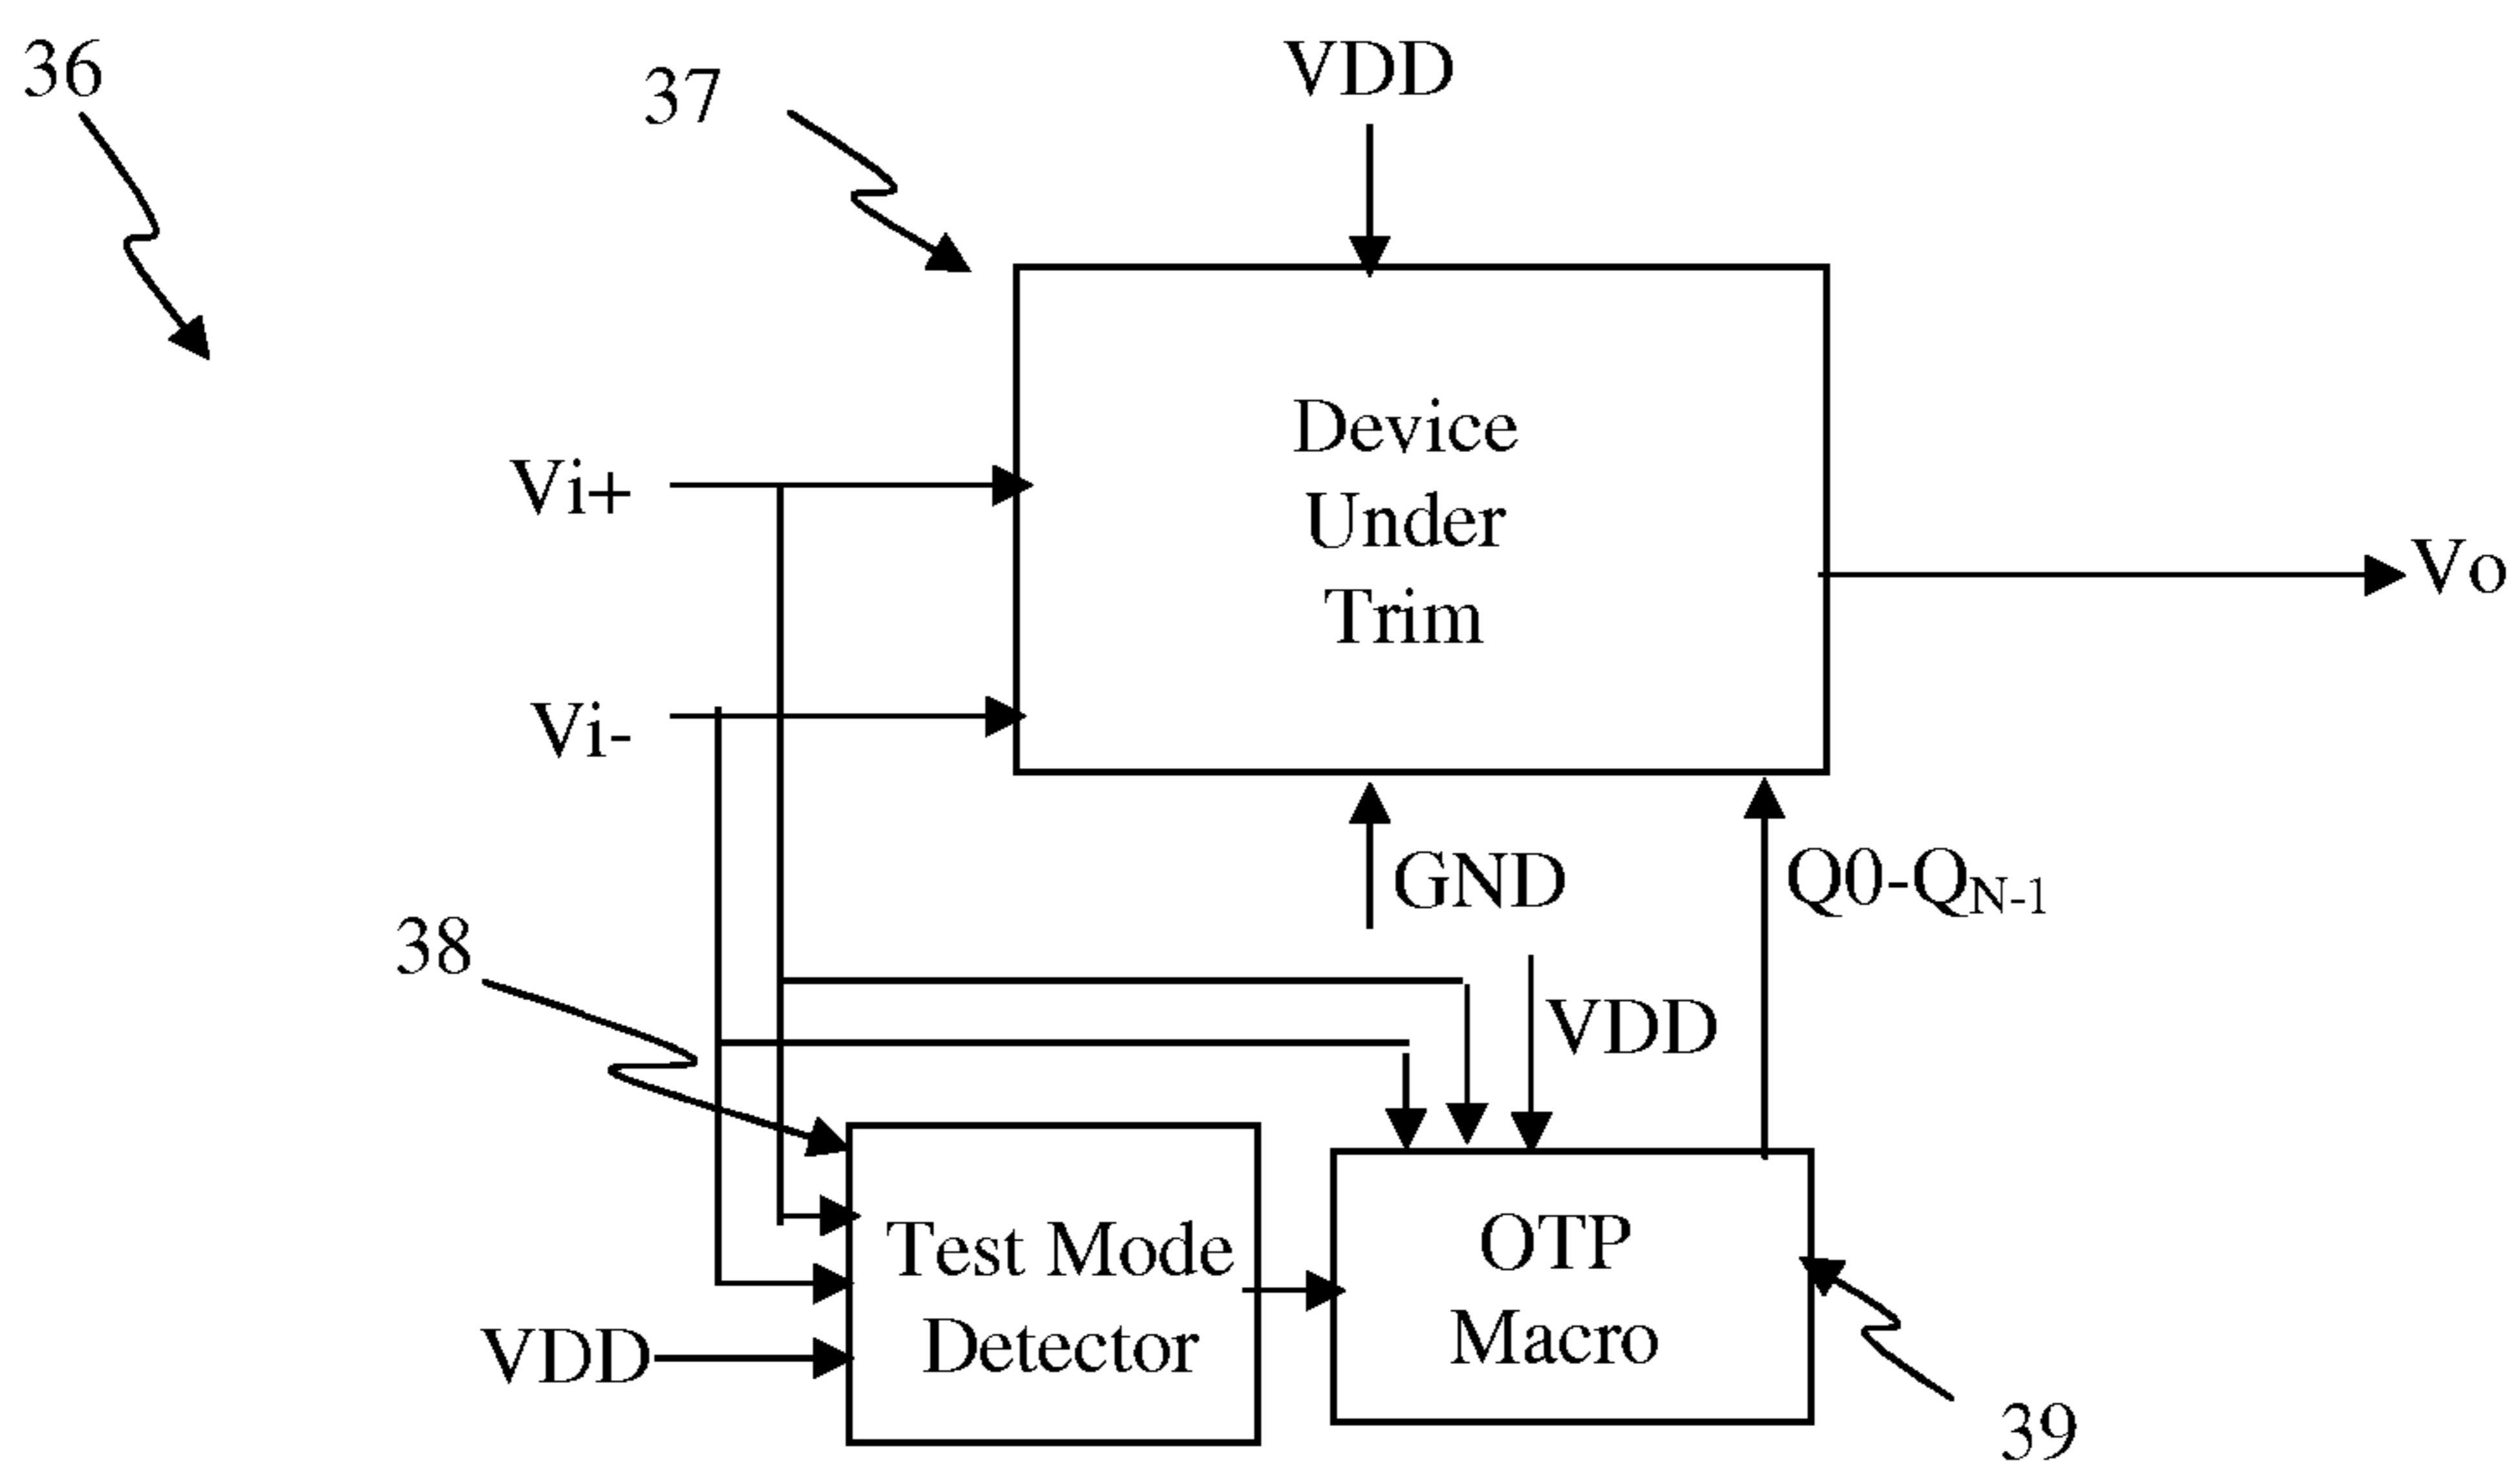 36
37
VDD
Vi+
Device
Under
Trim
Vo
Vi-
GND
Q0-QN-1
38
VDD
Test Mode
Detector
OTP
Macro
VDD
39